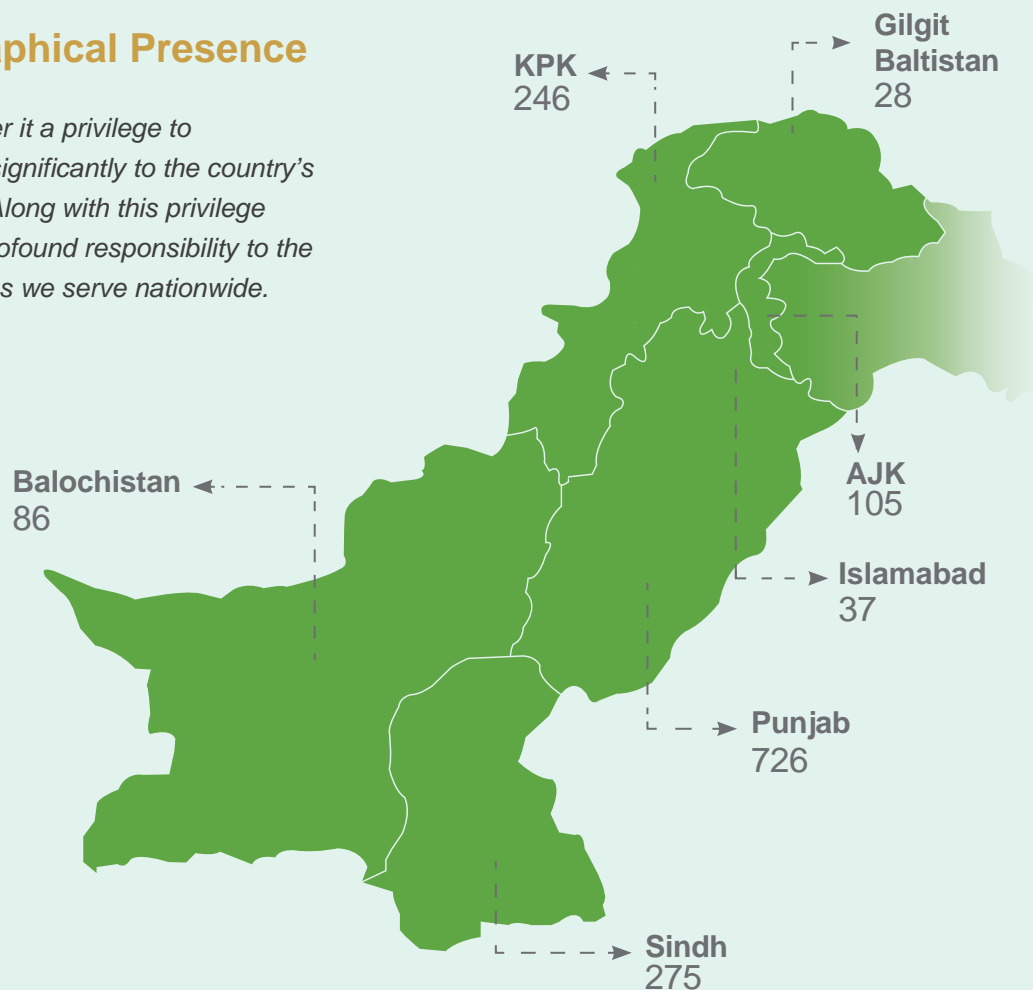 aphical Presence
er it a privilege to
significantly to the country's
Along with this privilege
ofound responsibility to the
s we serve nationwide.
Gilgit
Baltistan
28
KPK
246
Balochistan
86
AJK
105
Islamabad
37
Punjab
726
Sindh
275